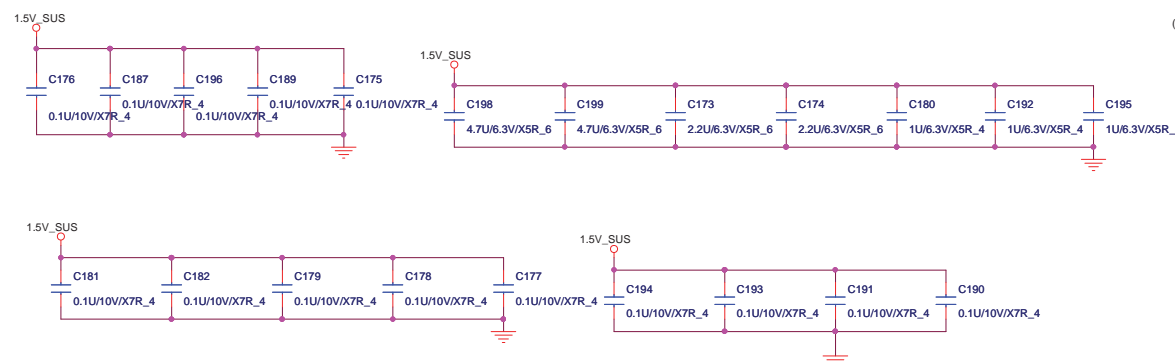 1.5V_SUS
C176
C187
C196
C189
C175
0.1U/10V/X7R_4
0.1U/10V/X7R_4
0.1U/10V/X7R_4
0.1U/10V/X7R_4
0.1U/10V/X7R_4
1.5V_SUS
C198
C199
C173
C174
C180
C192
C195
4.7U/6.3V/X5R_6
4.7U/6.3V/X5R_6
2.2U/6.3V/X5R_6
2.2U/6.3V/X5R_6
1U/6.3V/X5R_4
1U/6.3V/X5R_4
1U/6.3V/X5R_
(
1.5V_SUS
C181
C182
C179
C178
C177
0.1U/10V/X7R_4
0.1U/10V/X7R_4
0.1U/10V/X7R_4
0.1U/10V/X7R_4
0.1U/10V/X7R_4
1.5V_SUS
C194
C193
C191
C190
0.1U/10V/X7R_4
0.1U/10V/X7R_4
0.1U/10V/X7R_4
0.1U/10V/X7R_4